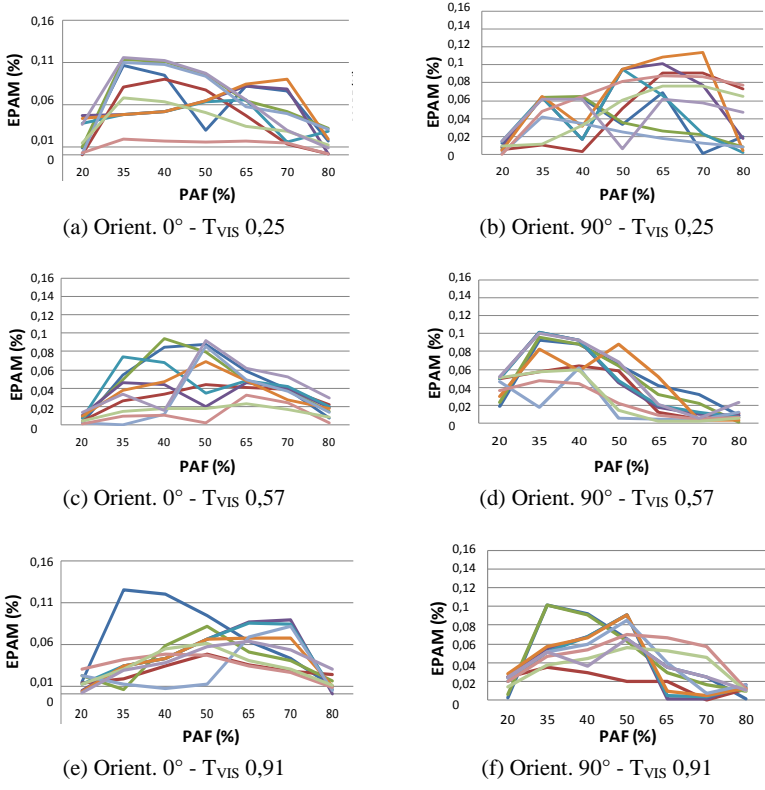 0,16
0,11
0,06
0,01
0
EPAM (%)
20 35 40 50 65 70 80
PAF (%)
(a) Orient. 0° - TVIS 0,25
0,16
0,14
0,12
0,1
0,08
0,06
0,04
0,02
0
EPAM (%)
20 35 40 50 65 70 80
PAF (%)
(b) Orient. 90° - TVIS 0,25
0,16
0,14
0,12
0,1
0,08
0,06
0,04
0,02
0
EPAM (%)
20 35 40 50 65 70 80
PAF (%)
(c) Orient. 0° - TVIS 0,57
0,16
0,14
0,12
0,1
0,08
0,06
0,04
0,02
0
EPAM (%)
20 35 40 50 65 70 80
PAF (%)
(d) Orient. 90° - TVIS 0,57
0,16
0,11
0,06
0,01
0
EPAM (%)
20 35 40 50 65 70 80
PAF (%)
(e) Orient. 0° - TVIS 0,91
0,16
0,14
0,12
0,1
0,08
0,06
0,04
0,02
0
EPAM (%)
20 35 40 50 65 70 80
PAF (%)
(f) Orient. 90° - TVIS 0,91